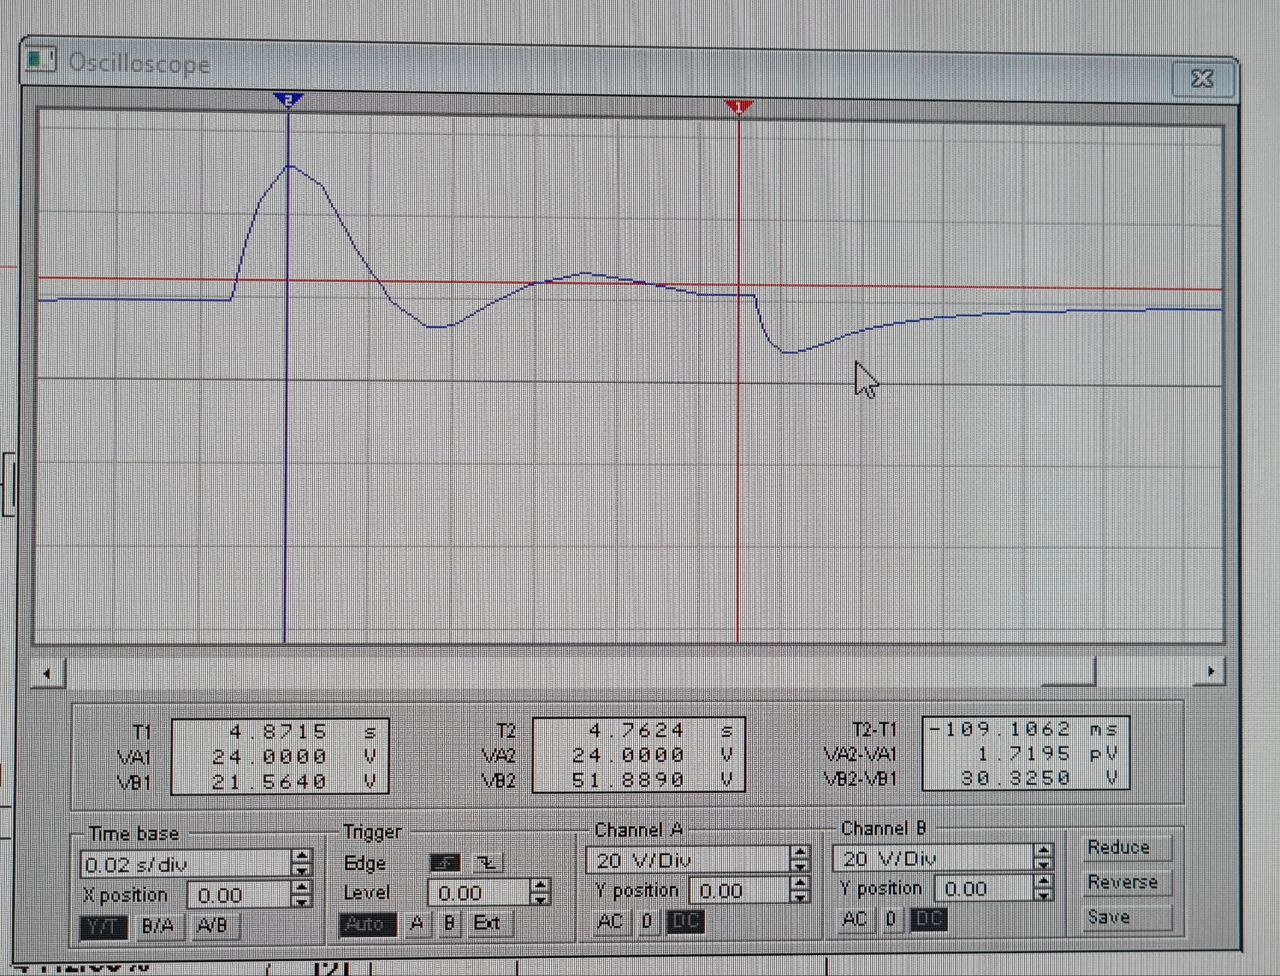 Oscilloscope
2 1
T1 4.8715 s T2 4.7624 s T2-T1 -109.1062 ms
VA1 24.0000 V VA2 24.0000 V VA2-VA1 1.7195 pV
VB1 21.5640 V VB2 51.8890 V VB2-VB1 30.3250 V
Time base Trigger Channel A Channel B
0.02 s/div Edge 20 V/Div 20 V/Div Reduce
X position 0.00 Level 0.00 Y position 0.00 Y position 0.00 Reverse
Y/T B/A A/B Auto A B Ext AC 0 DC AC 0 DC Save